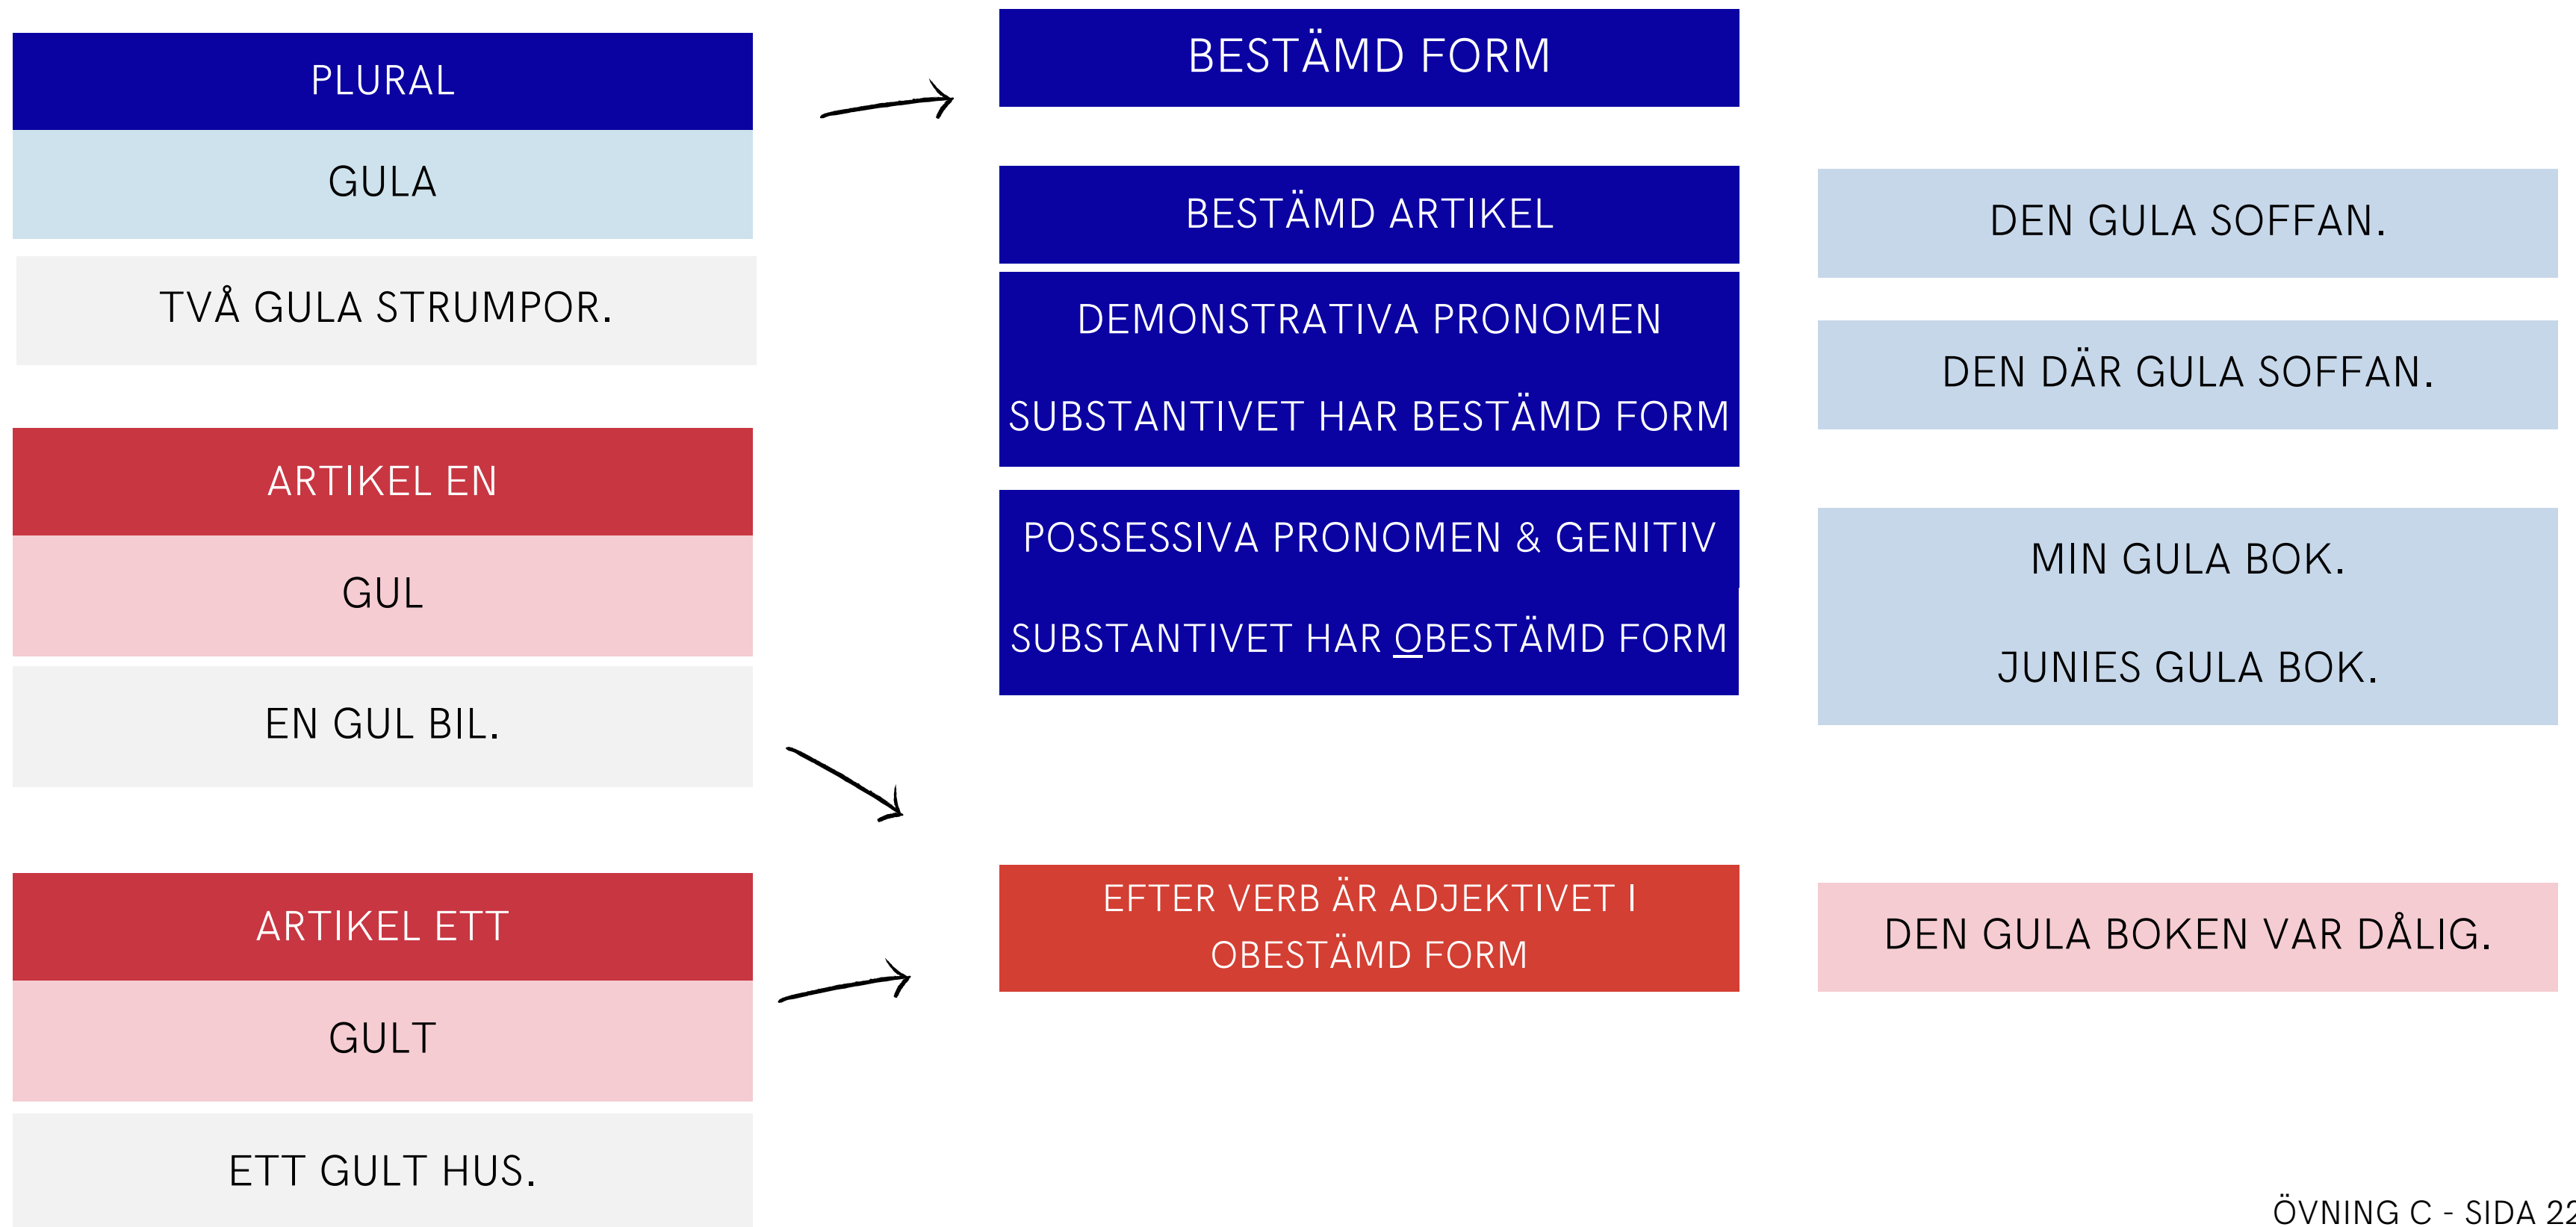 PLURAL
GULA
TVÅ GULA STRUMPOR.
ARTIKEL EN
GUL
EN GUL BIL.
ARTIKEL ETT
GULT
ETT GULT HUS.
BESTÄMD FORM
BESTÄMD ARTIKEL
DEMONSTRATIVA PRONOMEN
SUBSTANTIVET HAR BESTÄMD FORM
POSSESSIVA PRONOMEN & GENITIV
SUBSTANTIVET HAR OBESTÄMD FORM
EFTER VERB ÄR ADJEKTIVET I
OBESTÄMD FORM
DEN GULA SOFFAN.
DEN DÄR GULA SOFFAN.
MIN GULA BOK.
JUNIES GULA BOK.
DEN GULA BOKEN VAR DÅLIG.
ÖVNING C - SIDA 22